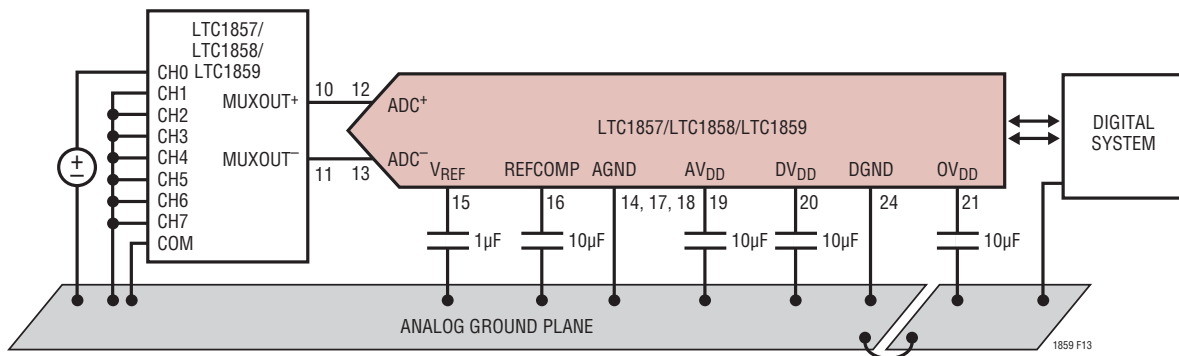 LTC1857/
LTC1858/
LTC1859
CH0
CH1
CH2
CH3
CH4
CH5
CH6
CH7
COM
MUXOUT+
MUXOUT–
10
12
11
13
ADC+
ADC–
LTC1857/LTC1858/LTC1859
VREF
REFCOMP
AGND
AVDD
DVDD
DGND
OVDD
15
16
14, 17, 18
19
20
24
21
1µF
10µF
10µF
10µF
10µF
DIGITAL
SYSTEM
ANALOG GROUND PLANE
1859 F13